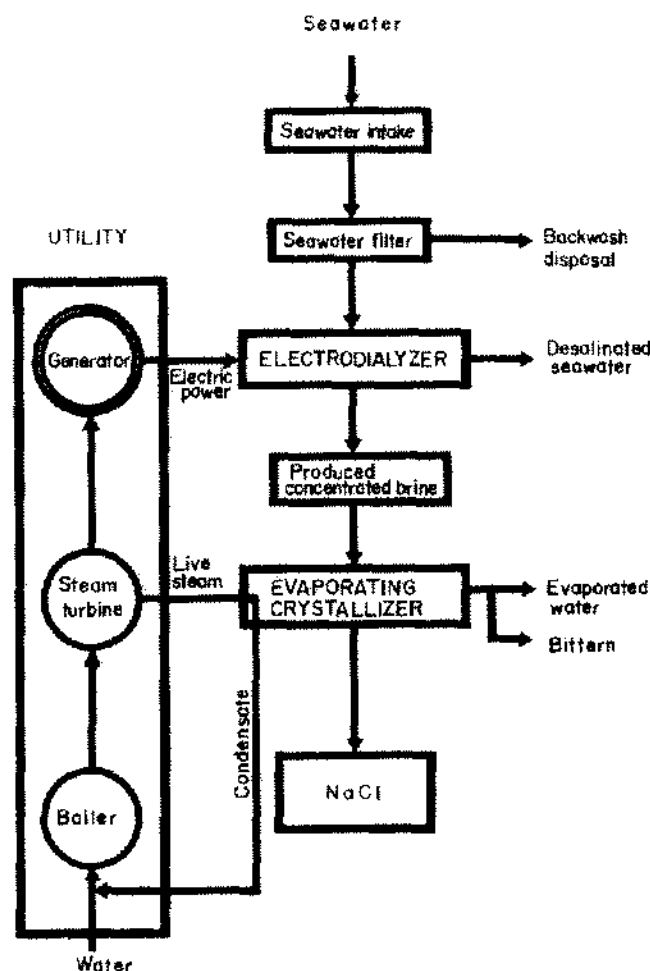 Seawater
Seawater intake
UTILITY
Seawater filter
Backwash
disposal
Generator
Electric
power
ELECTRODIALYZER
Desalinated
seawater
Produced
concentrated brine
Steam
turbine
Live
steam
EVAPORATING
CRYSTALLIZER
Evaporated
water
Bittern
Condensate
NaCl
Boiler
Water